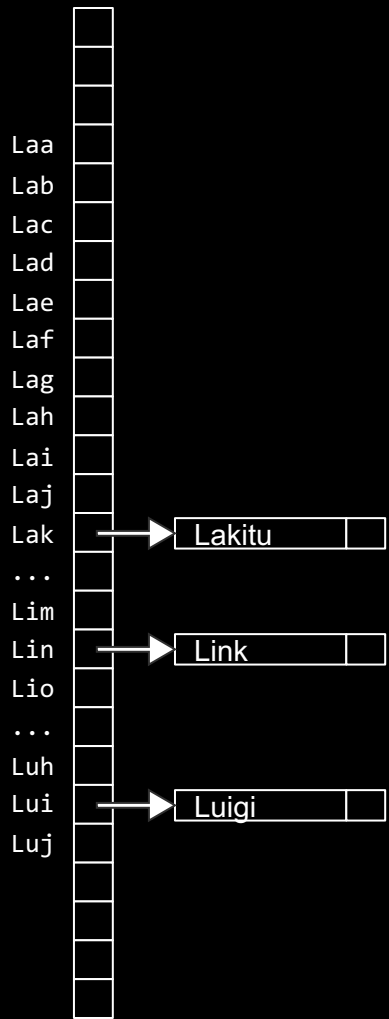 Laa
Lab
Lac
Lad
Lae
Laf
Lag
Lah
Lai
Laj
Lak Lakitu
...
Lim
Lin Link
Lio
...
Luh
Lui Luigi
Luj